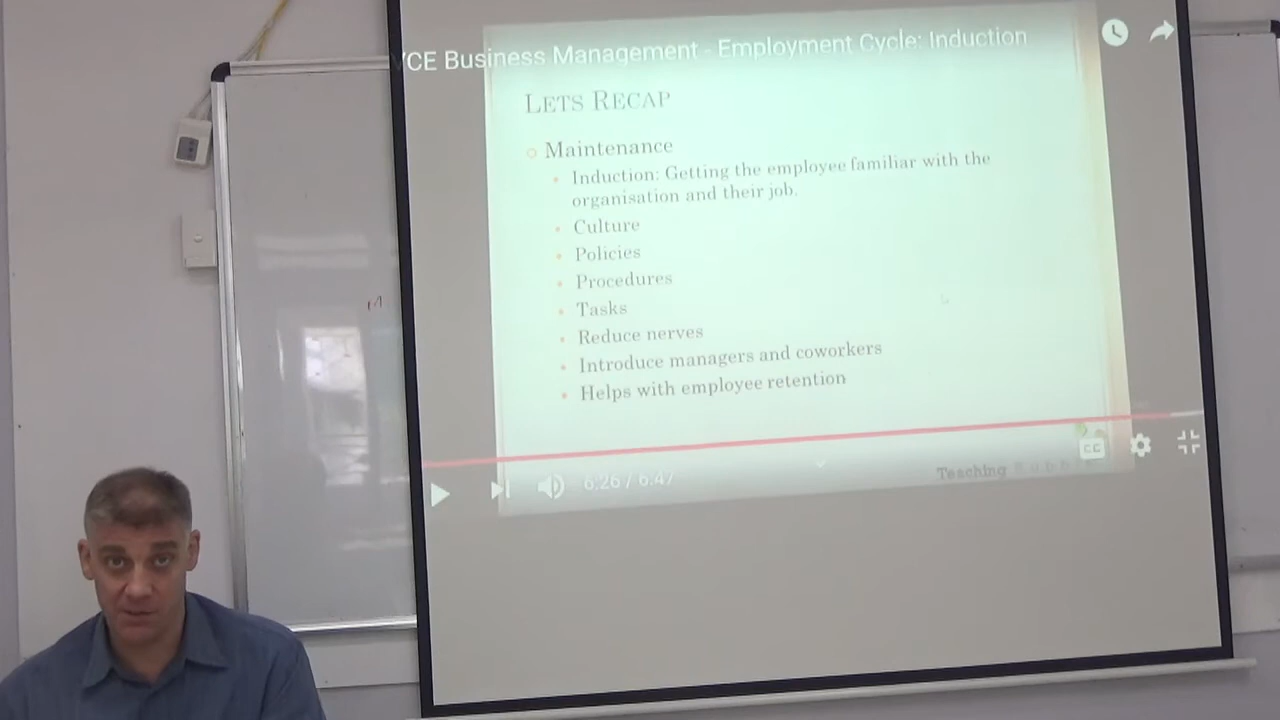 VCE Business Management - Employment Cycle: Induction
LETS RECAP
Maintenance
Induction: Getting the employee familiar with the
organisation and their job.
Culture
Policies
Procedures
Tasks
Reduce nerves
Introduce managers and coworkers
Helps with employee retention
CC
6:26 / 6:47
Teaching